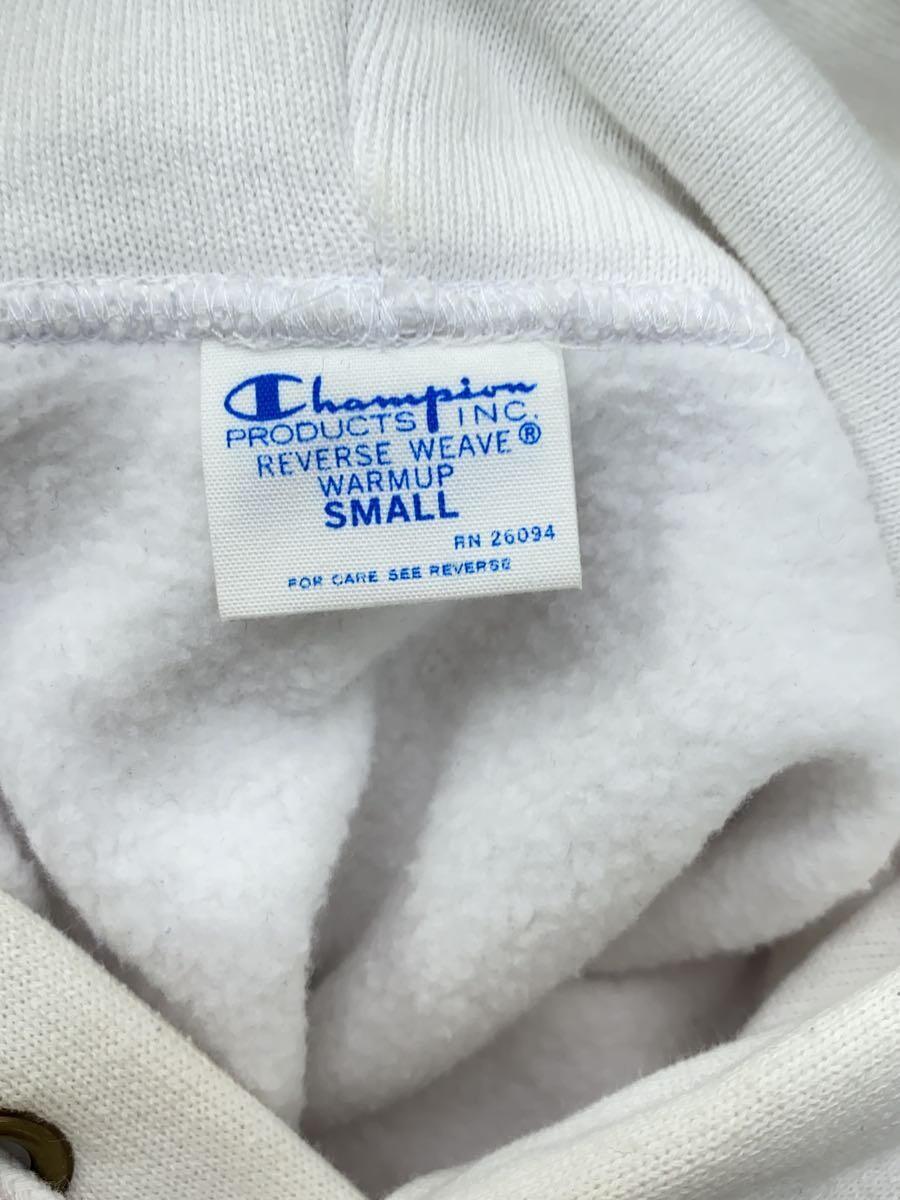 Champion
PRODUCTS INC.
REVERSE WEAVE®
WARMUP
SMALL
RN 26094
FOR CARE SEE REVERSE